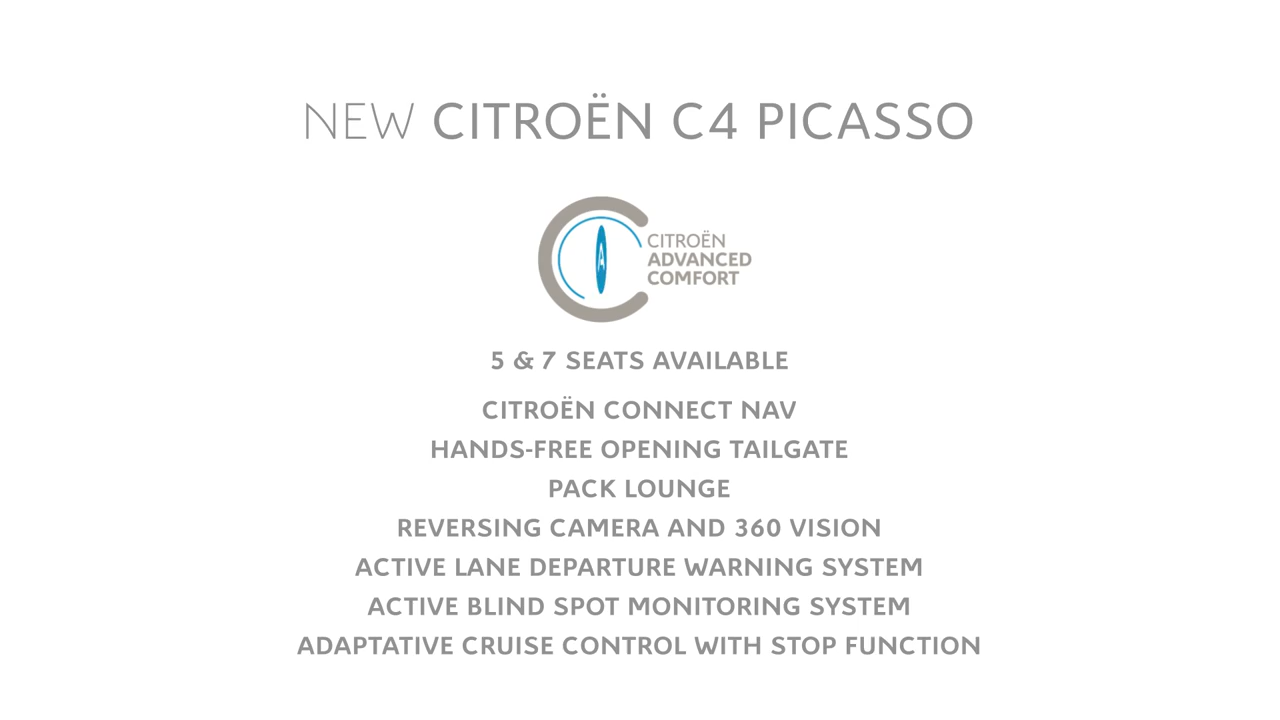 NEW CITROËN C4 PICASSO
A
CITROËN
ADVANCED
COMFORT
5 & 7 SEATS AVAILABLE
CITROËN CONNECT NAV
HANDS-FREE OPENING TAILGATE
PACK LOUNGE
REVERSING CAMERA AND 360 VISION
ACTIVE LANE DEPARTURE WARNING SYSTEM
ACTIVE BLIND SPOT MONITORING SYSTEM
ADAPTATIVE CRUISE CONTROL WITH STOP FUNCTION